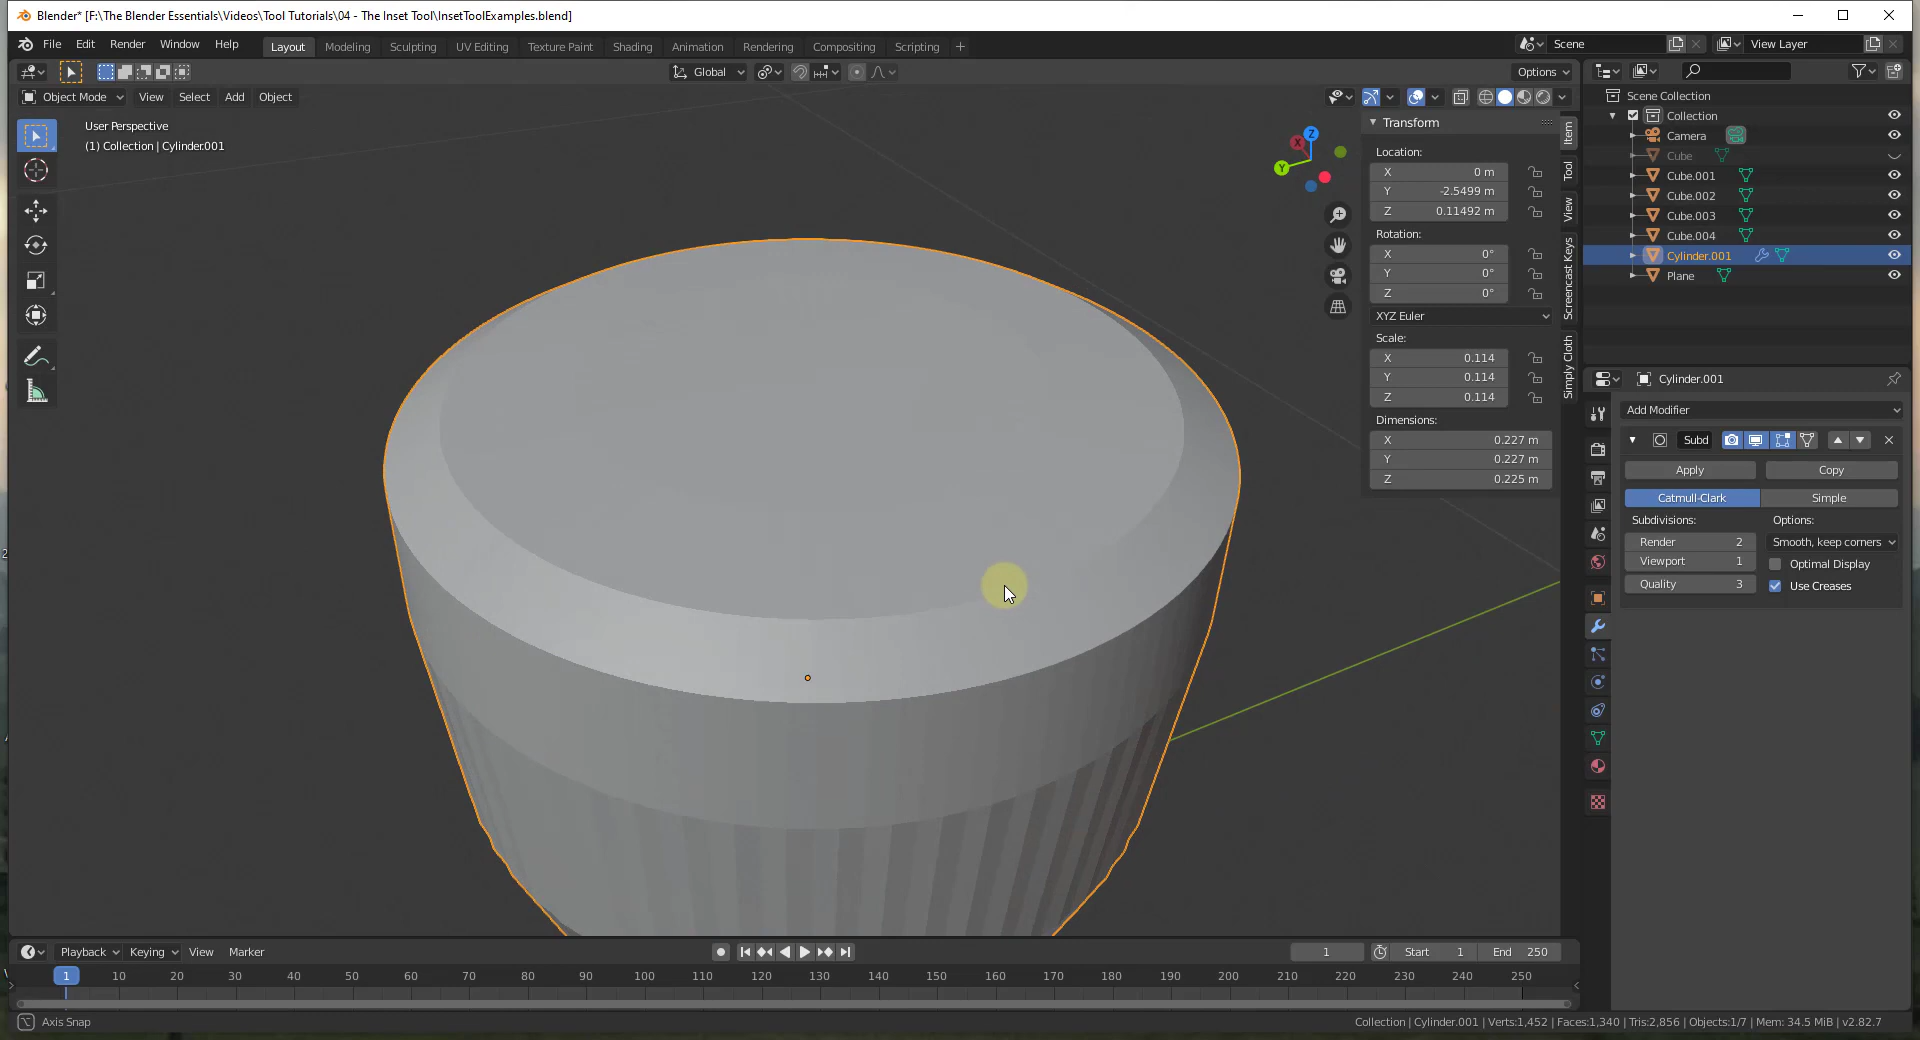 Blender* [F:\The Blender Essentials\Videos\Tool Tutorials\04 - The Inset Tool\InsetToolExamples.blend]
File Edit Render Window Help Layout Modeling Sculpting UV Editing Texture Paint Shading Animation Rendering Compositing Scripting + Scene View Layer
Global Options
Object Mode View Select Add Object
User Perspective
(1) Collection | Cylinder.001
Z
X
Y
Transform
Location:
X 0 m
Y -2.5499 m
Z 0.11492 m
Rotation:
X 0°
Y 0°
Z 0°
XYZ Euler
Scale:
X 0.114
Y 0.114
Z 0.114
Dimensions:
X 0.227 m
Y 0.227 m
Z 0.225 m
Item
Tool
View
Screencast Keys
Simply Cloth
Scene Collection
Collection
Camera
Cube
Cube.001
Cube.002
Cube.003
Cube.004
Cylinder.001
Plane
Cylinder.001
Add Modifier
Subd
Apply Copy
Catmull-Clark Simple
Subdivisions: Options:
Render 2 Smooth, keep corners
Viewport 1 Optimal Display
Quality 3 Use Creases
Playback Keying View Marker 1 Start 1 End 250
1 10 20 30 40 50 60 70 80 90 100 110 120 130 140 150 160 170 180 190 200 210 220 230 240 250
Axis Snap Collection | Cylinder.001 | Verts:1,452 | Faces:1,340 | Tris:2,856 | Objects:1/7 | Mem: 34.5 MiB | v2.82.7